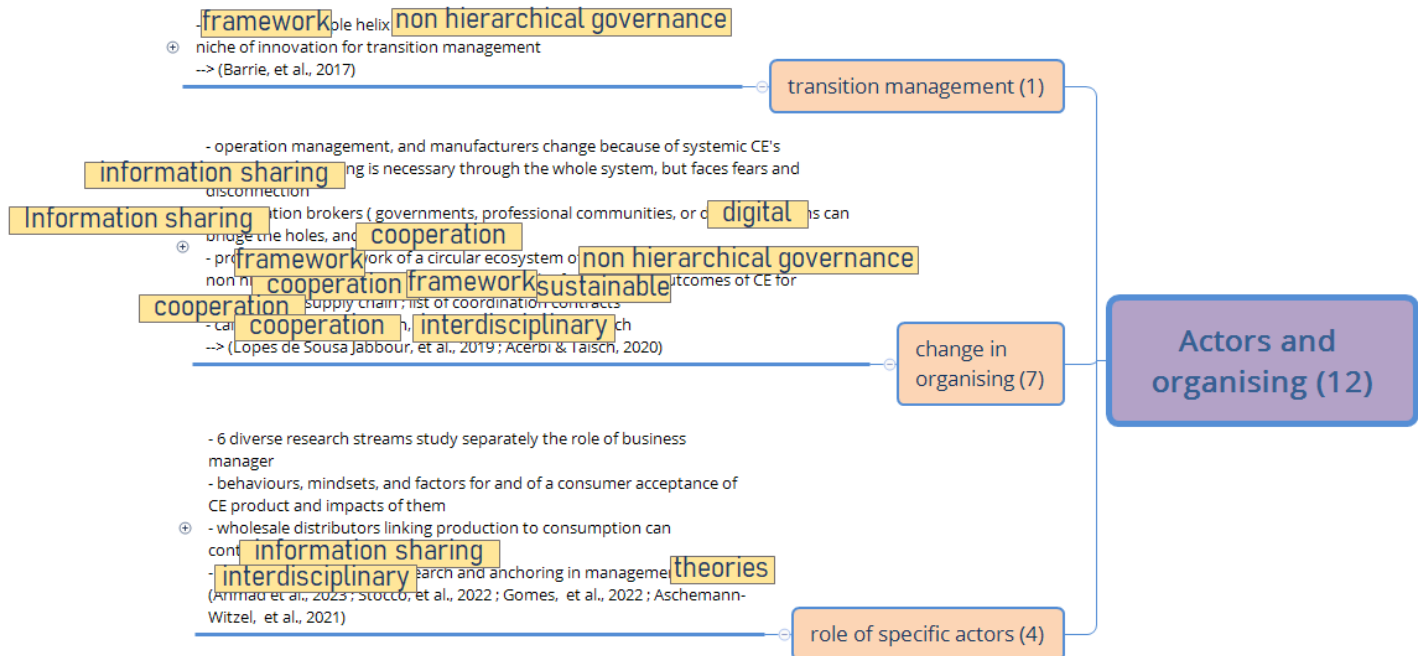 - framework ple helix non hierarchical governance
niche of innovation for transition management
--> (Barrie, et al., 2017)
transition management (1)
- operation management, and manufacturers change because of systemic CE's
information sharing ng is necessary through the whole system, but faces fears and
disconnection
Information sharing ation brokers ( governments, professional communities, or digital ns can
bridge the holes, and cooperation
- framework work of a circular ecosystem non hierarchical governance
non cooperation framework sustainable utcomes of CE for
cooperation supply chain ; list of coordination contracts
- cooperation interdisciplinary ch
--> (Lopes de Sousa Jabbour, et al., 2019 ; Acerbi & Taisch, 2020)
change in
organising (7)
Actors and
organising (12)
- 6 diverse research streams study separately the role of business
manager
- behaviours, mindsets, and factors for and of a consumer acceptance of
CE product and impacts of them
- wholesale distributors linking production to consumption can
information sharing
- interdisciplinary earch and anchoring in theories
(Ahmad et al., 2023 ; Stocco, et al., 2022 ; Gomes, et al., 2022 ; Aschemann-
Witzel, et al., 2021)
role of specific actors (4)